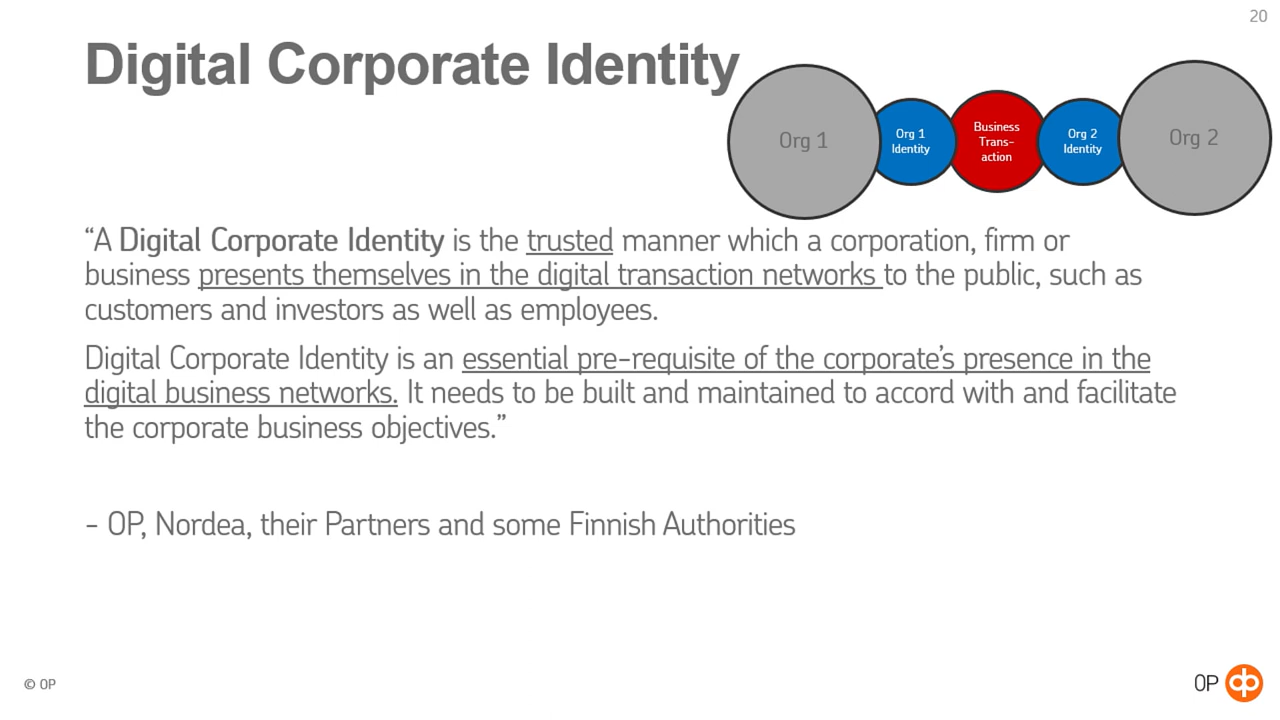 20
Digital Corporate Identity
Org 1
Org 1
Identity
Business
Trans-
action
Org 2
Identity
Org 2
“A Digital Corporate Identity is the trusted manner which a corporation, firm or
business presents themselves in the digital transaction networks to the public, such as
customers and investors as well as employees.
Digital Corporate Identity is an essential pre-requisite of the corporate’s presence in the
digital business networks. It needs to be built and maintained to accord with and facilitate
the corporate business objectives.”
- OP, Nordea, their Partners and some Finnish Authorities
© OP
OP